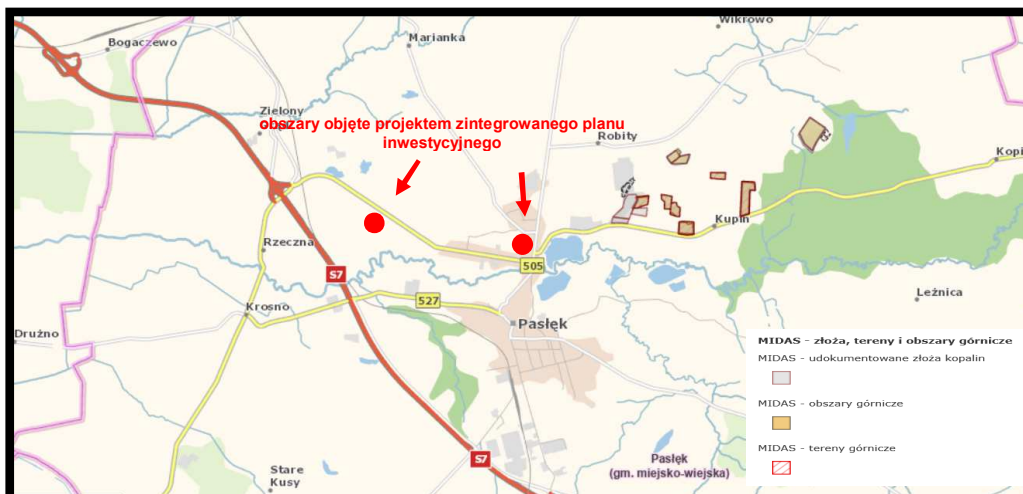 Wikrowo
Marianka
Bogaczewo
Zielony
obszary objęte projektem zintegrowanego planu
inwestycyjnego
Robity
Kopi
Kupin
Rzeczna
505
S7
Leżnica
527
Krosno
Pasłęk
Drużno
MIDAS - złoża, tereny i obszary górnicze
MIDAS - udokumentowane złoża kopalin
MIDAS - obszary górnicze
MIDAS - tereny górnicze
S7
Pasłęk
(gm. miejsko-wiejska)
Stare
Kusy